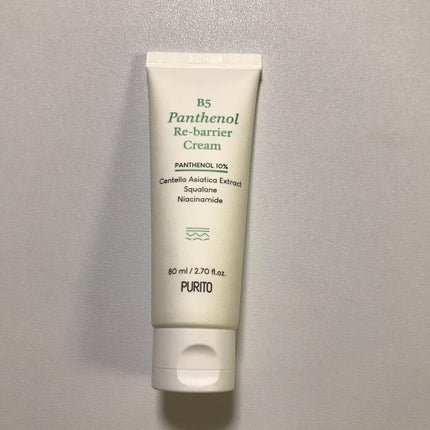 B5
Panthenol
Re-barrier
Cream
PANTHENOL 10%
Centella Asiatica Extract
Squalane
Niacinamide
80 ml / 2.70 fl.oz.
PURITO